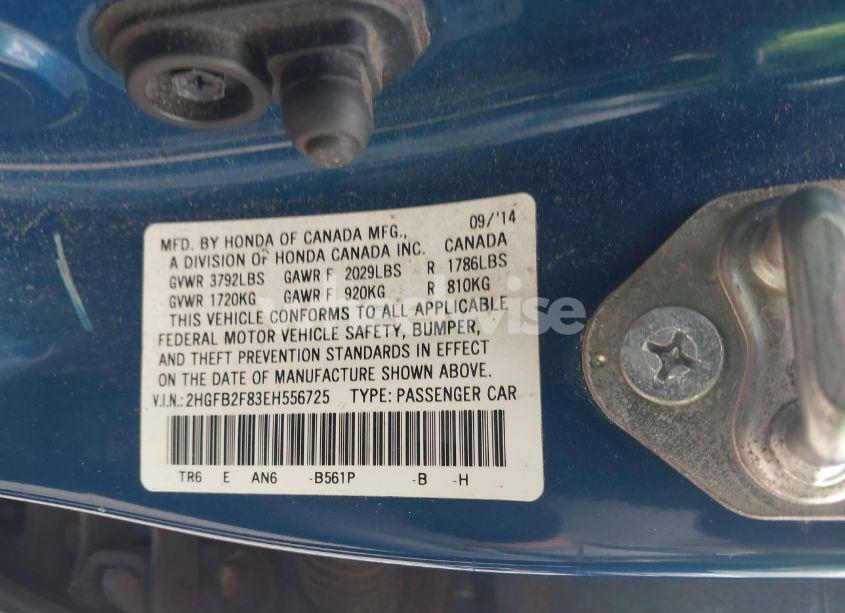 MFD. BY HONDA OF CANADA MFG., 09/'14
A DIVISION OF HONDA CANADA INC. CANADA
GVWR 3792LBS GAWR F 2029LBS R 1786LBS
GVWR 1720KG GAWR F 920KG R 810KG
THIS VEHICLE CONFORMS TO ALL APPLICABLE
FEDERAL MOTOR VEHICLE SAFETY, BUMPER,
AND THEFT PREVENTION STANDARDS IN EFFECT
ON THE DATE OF MANUFACTURE SHOWN ABOVE.
V.I.N.: 2HGFB2F83EH556725 TYPE: PASSENGER CAR
TR6 E AN6 -B561P -B -H